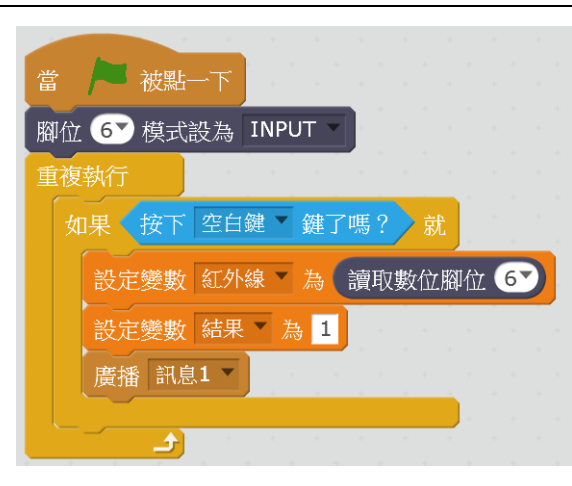 當 被點一下
腳位 6 模式設為 INPUT
重複執行
如果 按下 空白鍵 鍵了嗎? 就
設定變數 紅外線 為 讀取數位腳位 6
設定變數 結果 為 1
廣播 訊息1